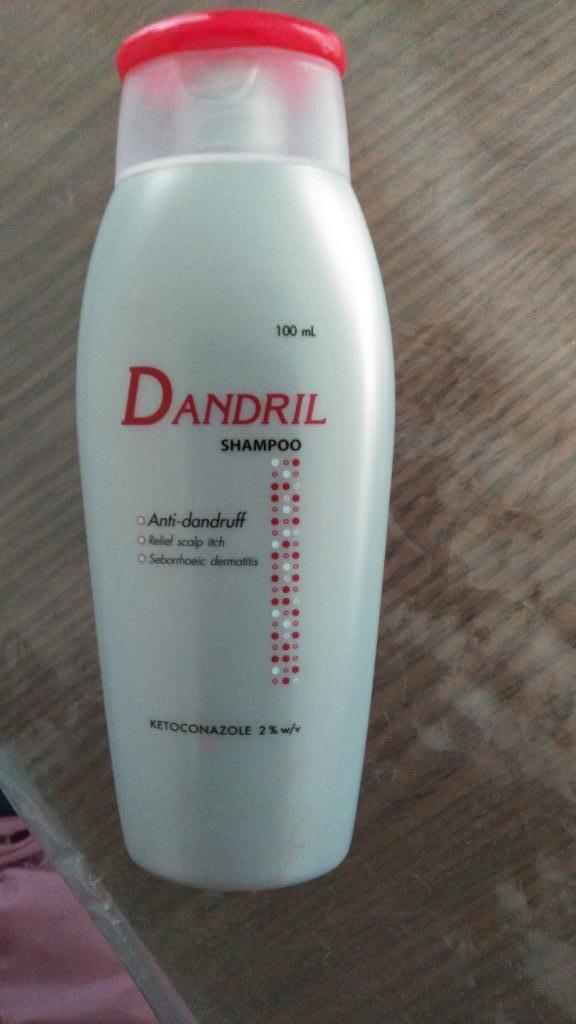 100 mL
DANDRIL
SHAMPOO
Anti-dandruff
Relief scalp itch
Seborrhoeic dermatitis
KETOCONAZOLE 2 % w/v